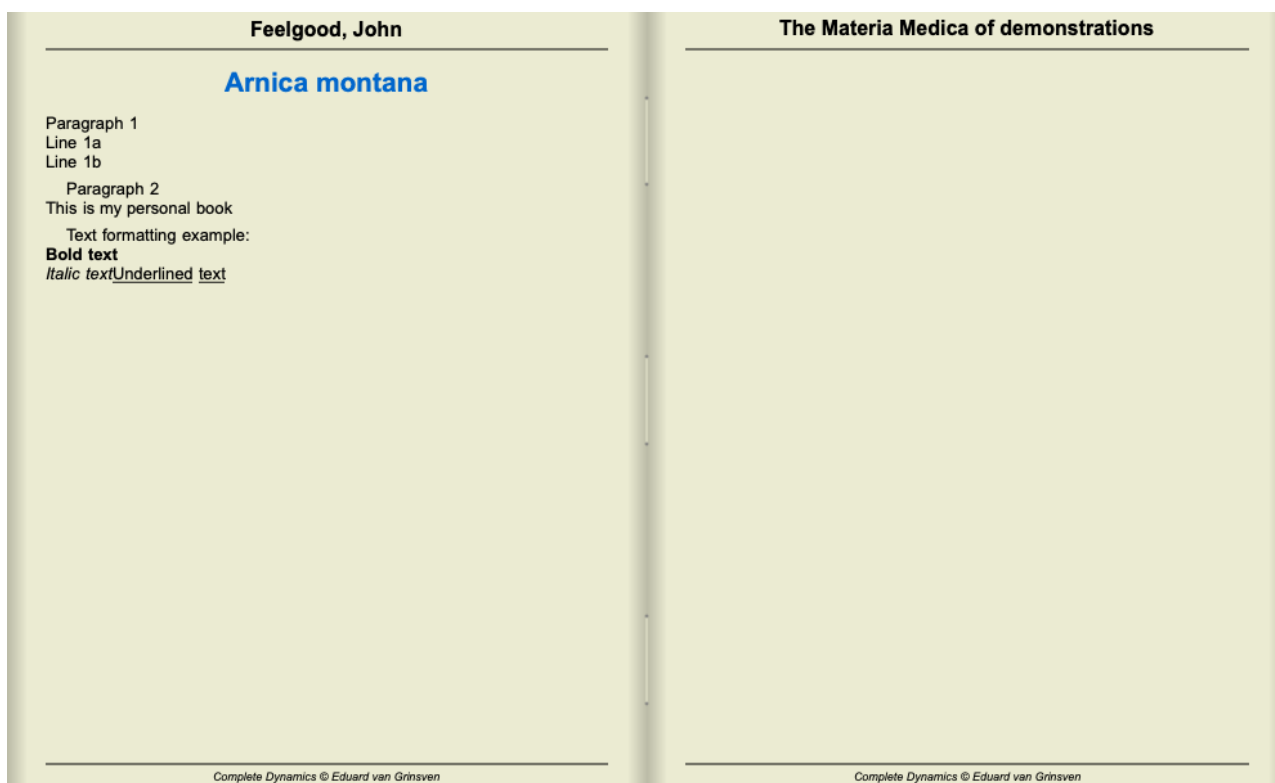 Feelgood, John
Arnica montana
Paragraph 1
Line 1a
Line 1b
Paragraph 2
This is my personal book
Text formatting example:
Bold text
Italic textUnderlined text
Complete Dynamics © Eduard van Grinsven
The Materia Medica of demonstrations
Complete Dynamics © Eduard van Grinsven